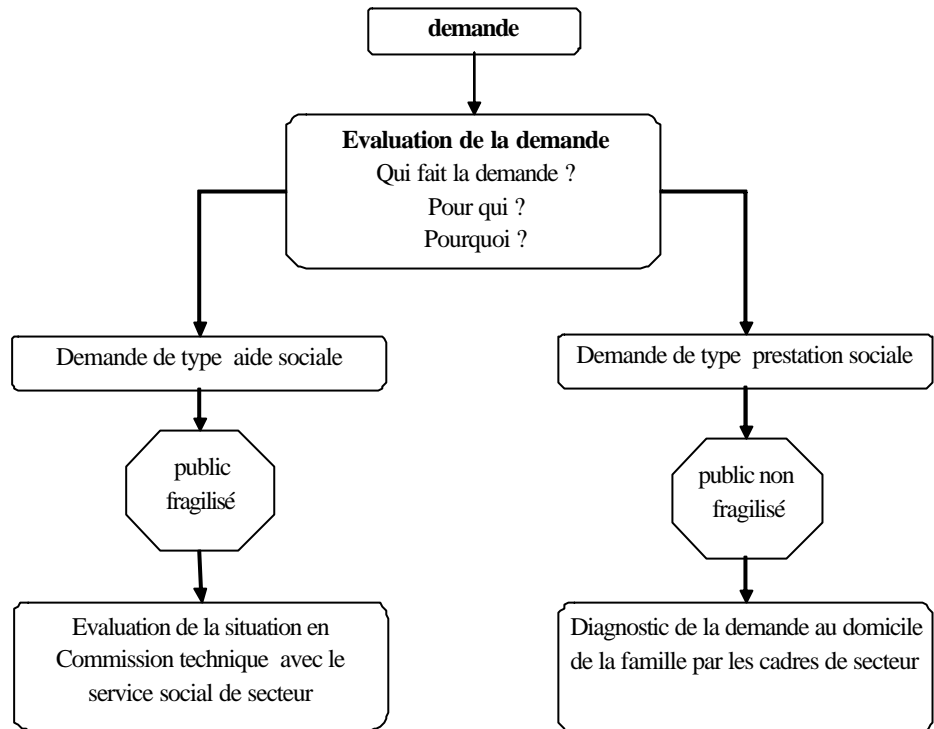 demande
Evaluation de la demande
Qui fait la demande ?
Pour qui ?
Pourquoi ?
Demande de type aide sociale
Demande de type prestation sociale
public
fragilisé
public non
fragilisé
Evaluation de la situation en
Commission technique avec le
service social de secteur
Diagnostic de la demande au domicile
de la famille par les cadres de secteur